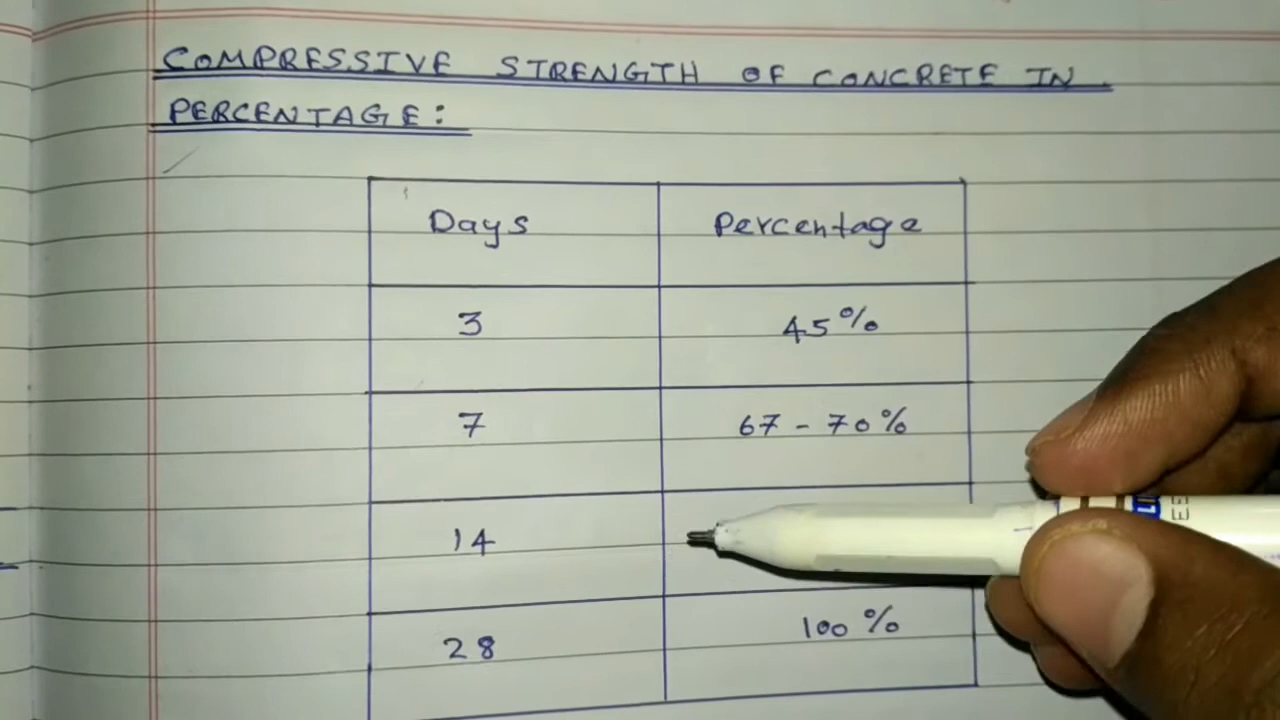 COMPRESSIVE STRENGTH OF CONCRETE IN
PERCENTAGE:
Days Percentage
3 45%
7 67 - 70%
14
28 100%